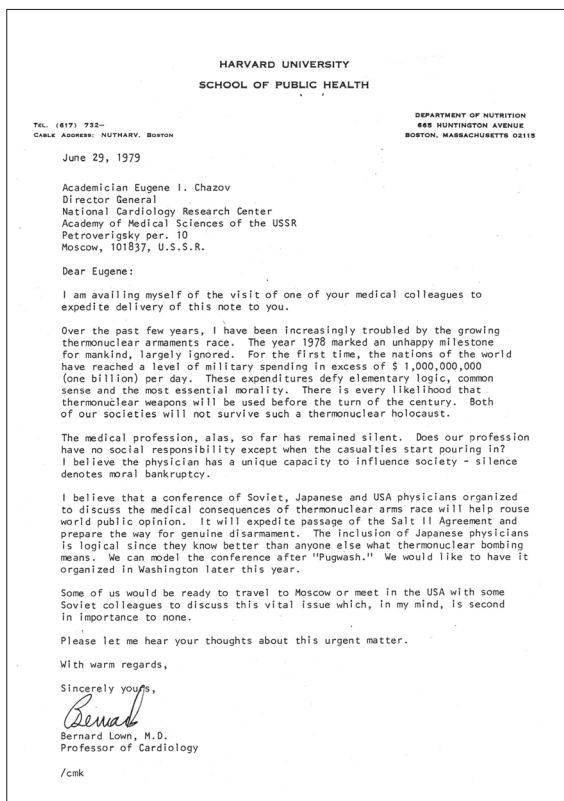 HARVARD UNIVERSITY
SCHOOL OF PUBLIC HEALTH
TEL. (617) 732—
CABLE ADDRESS: NUTHARV, BOSTON
DEPARTMENT OF NUTRITION
665 HUNTINGTON AVENUE
BOSTON, MASSACHUSETTS 02115
June 29, 1979
Academician Eugene I. Chazov
Director General
National Cardiology Research Center
Academy of Medical Sciences of the USSR
Petroverigsky per. 10
Moscow, 101837, U.S.S.R.
Dear Eugene:
I am availing myself of the visit of one of your medical colleagues to
expedite delivery of this note to you.
Over the past few years, I have been increasingly troubled by the growing
thermonuclear armaments race. The year 1978 marked an unhappy milestone
for mankind, largely ignored. For the first time, the nations of the world
have reached a level of military spending in excess of $ 1,000,000,000
(one billion) per day. These expenditures defy elementary logic, common
sense and the most essential morality. There is every likelihood that
thermonuclear weapons will be used before the turn of the century. Both
of our societies will not survive such a thermonuclear holocaust.
The medical profession, alas, so far has remained silent. Does our profession
have no social responsibility except when the casualties start pouring in?
I believe the physician has a unique capacity to influence society - silence
denotes moral bankruptcy.
I believe that a conference of Soviet, Japanese and USA physicians organized
to discuss the medical consequences of thermonuclear arms race will help rouse
world public opinion. It will expedite passage of the Salt II Agreement and
prepare the way for genuine disarmament. The inclusion of Japanese physicians
is logical since they know better than anyone else what thermonuclear bombing
means. We can model the conference after "Pugwash." We would like to have it
organized in Washington later this year.
Some of us would be ready to travel to Moscow or meet in the USA with some
Soviet colleagues to discuss this vital issue which, in my mind, is second
in importance to none.
Please let me hear your thoughts about this urgent matter.
With warm regards,
Sincerely yours,
Bernard
Bernard Lown, M.D.
Professor of Cardiology
/cmk